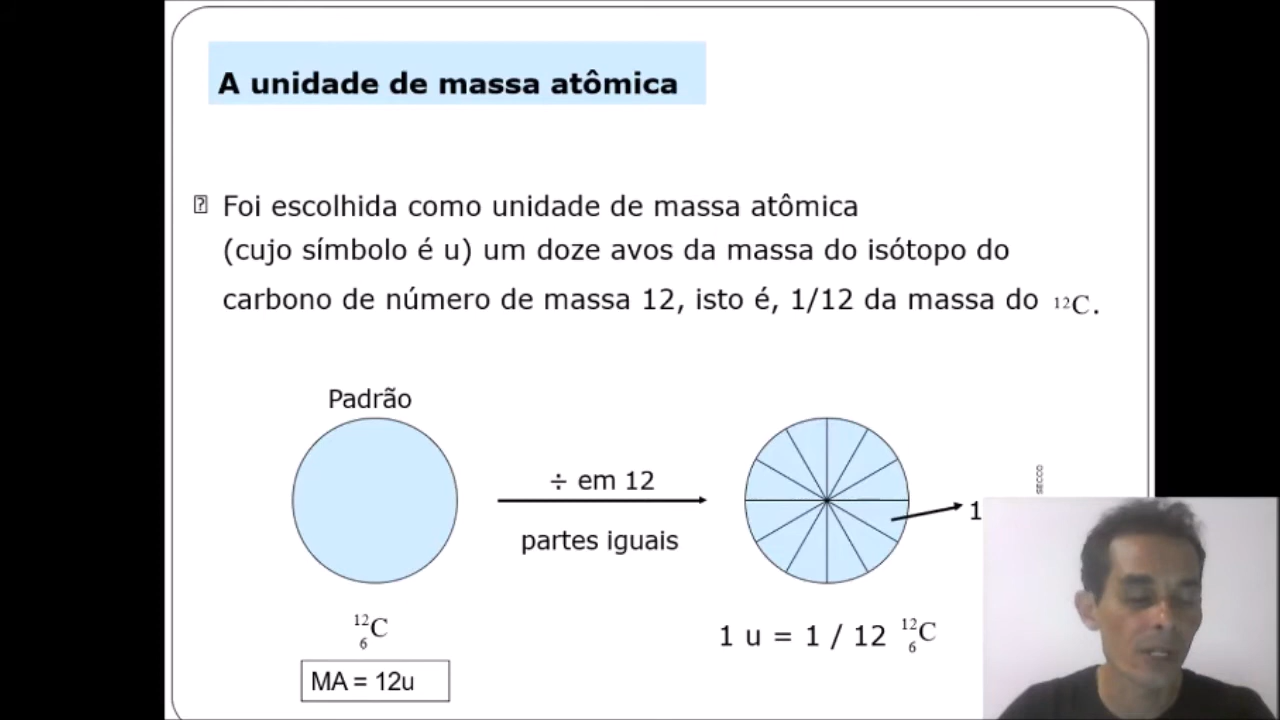 A unidade de massa atômica
Foi escolhida como unidade de massa atômica
(cujo símbolo é u) um doze avos da massa do isótopo do
carbono de número de massa 12, isto é, 1/12 da massa do ¹²C.
Padrão
÷ em 12
partes iguais
1
secco
¹²₆C
1 u = 1 / 12 ¹²₆C
MA = 12u